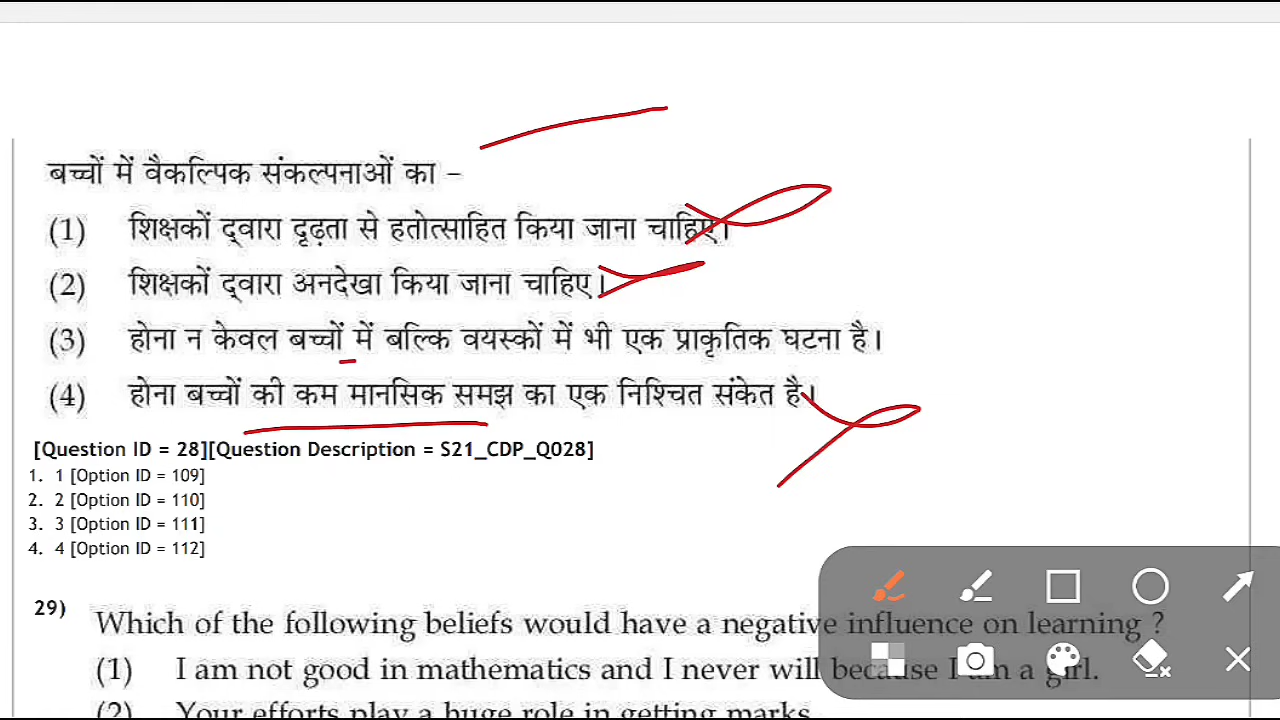 बच्चों में वैकल्पिक संकल्पनाओं का –
(1) शिक्षकों द्वारा दृढ़ता से हतोत्साहित किया जाना चाहिए।
(2) शिक्षकों द्वारा अनदेखा किया जाना चाहिए।
(3) होना न केवल बच्चों में बल्कि वयस्कों में भी एक प्राकृतिक घटना है।
(4) होना बच्चों की कम मानसिक समझ का एक निश्चित संकेत है।
[Question ID = 28][Question Description = S21_CDP_Q028]
1. 1 [Option ID = 109]
2. 2 [Option ID = 110]
3. 3 [Option ID = 111]
4. 4 [Option ID = 112]
29) Which of the following beliefs would have a negative influence on learning ?
(1) I am not good in mathematics and I never will because I am a girl.
(2) Your efforts play a huge role in getting marks.